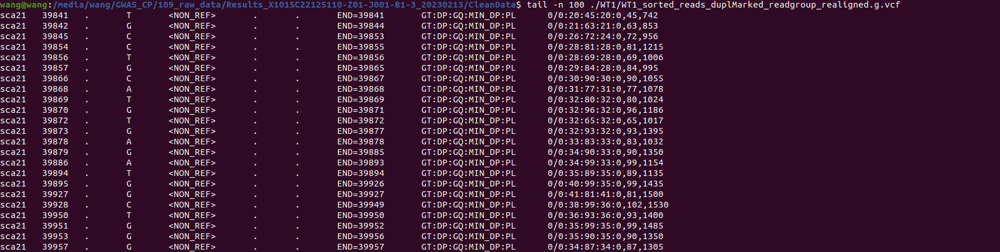 wang@wang:/media/wang/GWAS_CP/109_raw_data/Results_X101SC22125110-Z01-J001-B1-3_20230213/CleanData$ tail -n 100 ./WT1/WT1_sorted_reads_duplMarked_readgroup_realigned.g.vcf
sca21 39841 . T <NON_REF> . . END=39841 GT:DP:GQ:MIN_DP:PL 0/0:20:45:20:0,45,742
sca21 39842 . G <NON_REF> . . END=39844 GT:DP:GQ:MIN_DP:PL 0/0:21:63:21:0,63,853
sca21 39845 . C <NON_REF> . . END=39853 GT:DP:GQ:MIN_DP:PL 0/0:26:72:24:0,72,956
sca21 39854 . C <NON_REF> . . END=39855 GT:DP:GQ:MIN_DP:PL 0/0:28:81:28:0,81,1215
sca21 39856 . T <NON_REF> . . END=39856 GT:DP:GQ:MIN_DP:PL 0/0:28:69:28:0,69,1006
sca21 39857 . G <NON_REF> . . END=39865 GT:DP:GQ:MIN_DP:PL 0/0:29:84:28:0,84,995
sca21 39866 . C <NON_REF> . . END=39867 GT:DP:GQ:MIN_DP:PL 0/0:30:90:30:0,90,1055
sca21 39868 . A <NON_REF> . . END=39868 GT:DP:GQ:MIN_DP:PL 0/0:31:77:31:0,77,1078
sca21 39869 . T <NON_REF> . . END=39869 GT:DP:GQ:MIN_DP:PL 0/0:32:80:32:0,80,1024
sca21 39870 . G <NON_REF> . . END=39871 GT:DP:GQ:MIN_DP:PL 0/0:32:96:32:0,96,1186
sca21 39872 . T <NON_REF> . . END=39872 GT:DP:GQ:MIN_DP:PL 0/0:32:65:32:0,65,1017
sca21 39873 . G <NON_REF> . . END=39877 GT:DP:GQ:MIN_DP:PL 0/0:32:93:32:0,93,1395
sca21 39878 . A <NON_REF> . . END=39878 GT:DP:GQ:MIN_DP:PL 0/0:33:83:33:0,83,1032
sca21 39879 . G <NON_REF> . . END=39885 GT:DP:GQ:MIN_DP:PL 0/0:34:90:33:0,90,1350
sca21 39886 . A <NON_REF> . . END=39893 GT:DP:GQ:MIN_DP:PL 0/0:34:99:33:0,99,1154
sca21 39894 . T <NON_REF> . . END=39894 GT:DP:GQ:MIN_DP:PL 0/0:35:89:35:0,89,1135
sca21 39895 . G <NON_REF> . . END=39926 GT:DP:GQ:MIN_DP:PL 0/0:40:99:35:0,99,1435
sca21 39927 . G <NON_REF> . . END=39927 GT:DP:GQ:MIN_DP:PL 0/0:41:81:41:0,81,1500
sca21 39928 . C <NON_REF> . . END=39949 GT:DP:GQ:MIN_DP:PL 0/0:38:99:36:0,102,1530
sca21 39950 . T <NON_REF> . . END=39950 GT:DP:GQ:MIN_DP:PL 0/0:36:93:36:0,93,1400
sca21 39951 . G <NON_REF> . . END=39952 GT:DP:GQ:MIN_DP:PL 0/0:35:99:35:0,99,1485
sca21 39953 . G <NON_REF> . . END=39956 GT:DP:GQ:MIN_DP:PL 0/0:35:90:35:0,90,1350
sca21 39957 . G <NON_REF> . . END=39957 GT:DP:GQ:MIN_DP:PL 0/0:34:87:34:0,87,1305